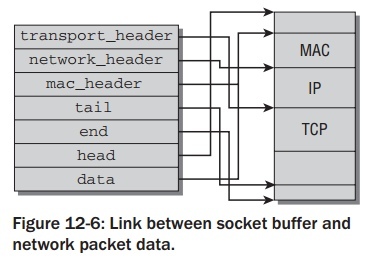 transport_header
network_header
mac_header
tail
end
head
data
MAC
IP
TCP
Figure 12-6: Link between socket buffer and
network packet data.